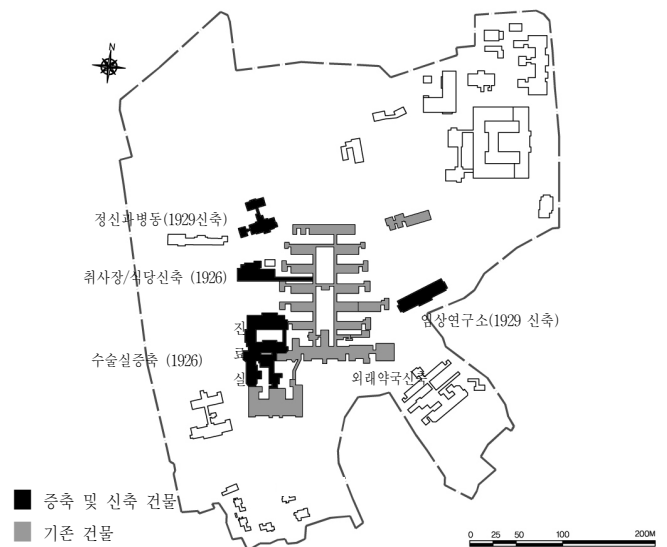 N
정신과병동(1929신축)
취사장/식당신축 (1926)
임상연구소(1929 신축)
진
료
실
수술실증축 (1926)
외래약국신축
증축 및 신축 건물
기존 건물
0 25 50 100 200M